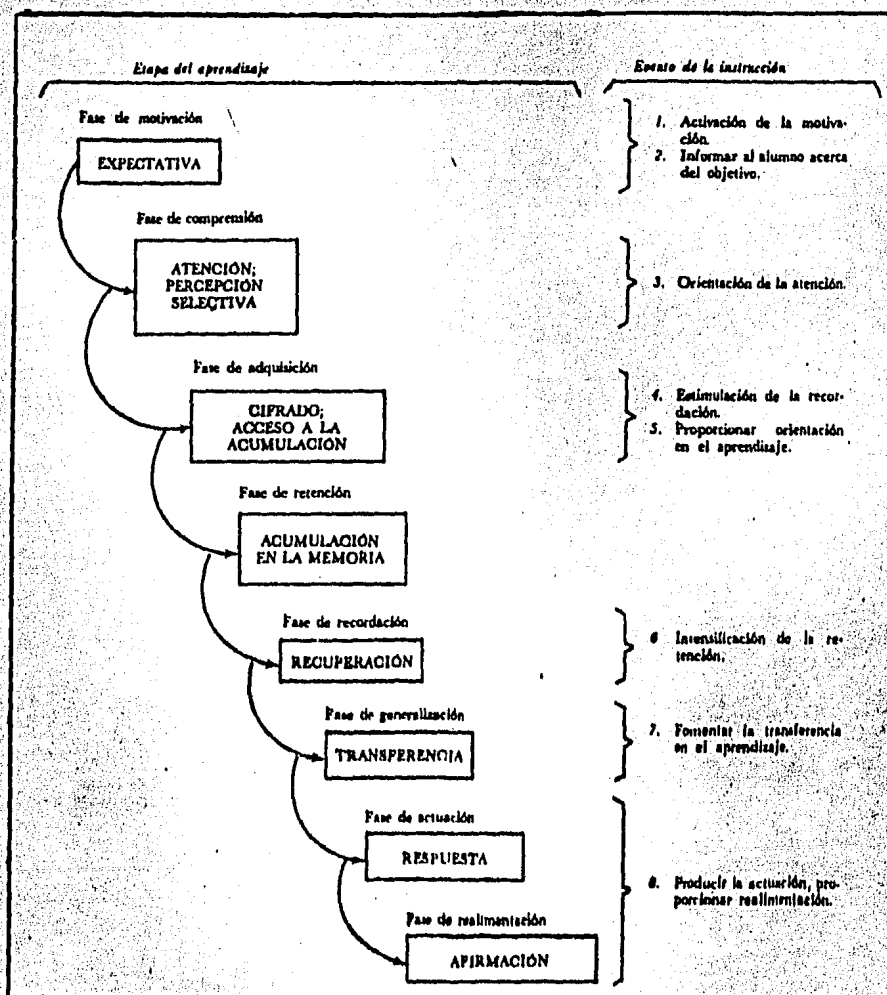 Etapa del aprendizaje
Evento de la instrucción
Fase de motivación
EXPECTATIVA
1. Activación de la motiva-
ción.
2. Informar al alumno acerca
del objetivo.
Fase de comprensión
ATENCIÓN;
PERCEPCIÓN
SELECTIVA
3. Orientación de la atención.
Fase de adquisición
CIFRADO;
ACCESO A LA
ACUMULACIÓN
4. Estimulación de la recor-
dación.
5. Proporcionar orientación
en el aprendizaje.
Fase de retención
ACUMULACIÓN
EN LA MEMORIA
Fase de recordación
RECUPERACIÓN
6 Intensificación de la re-
tención.
Fase de generalización
TRANSFERENCIA
7. Fomentar la transferencia
en el aprendizaje.
Fase de actuación
RESPUESTA
8. Producir la actuación, pro-
porcionar realimentación.
Fase de realimentación
AFIRMACIÓN